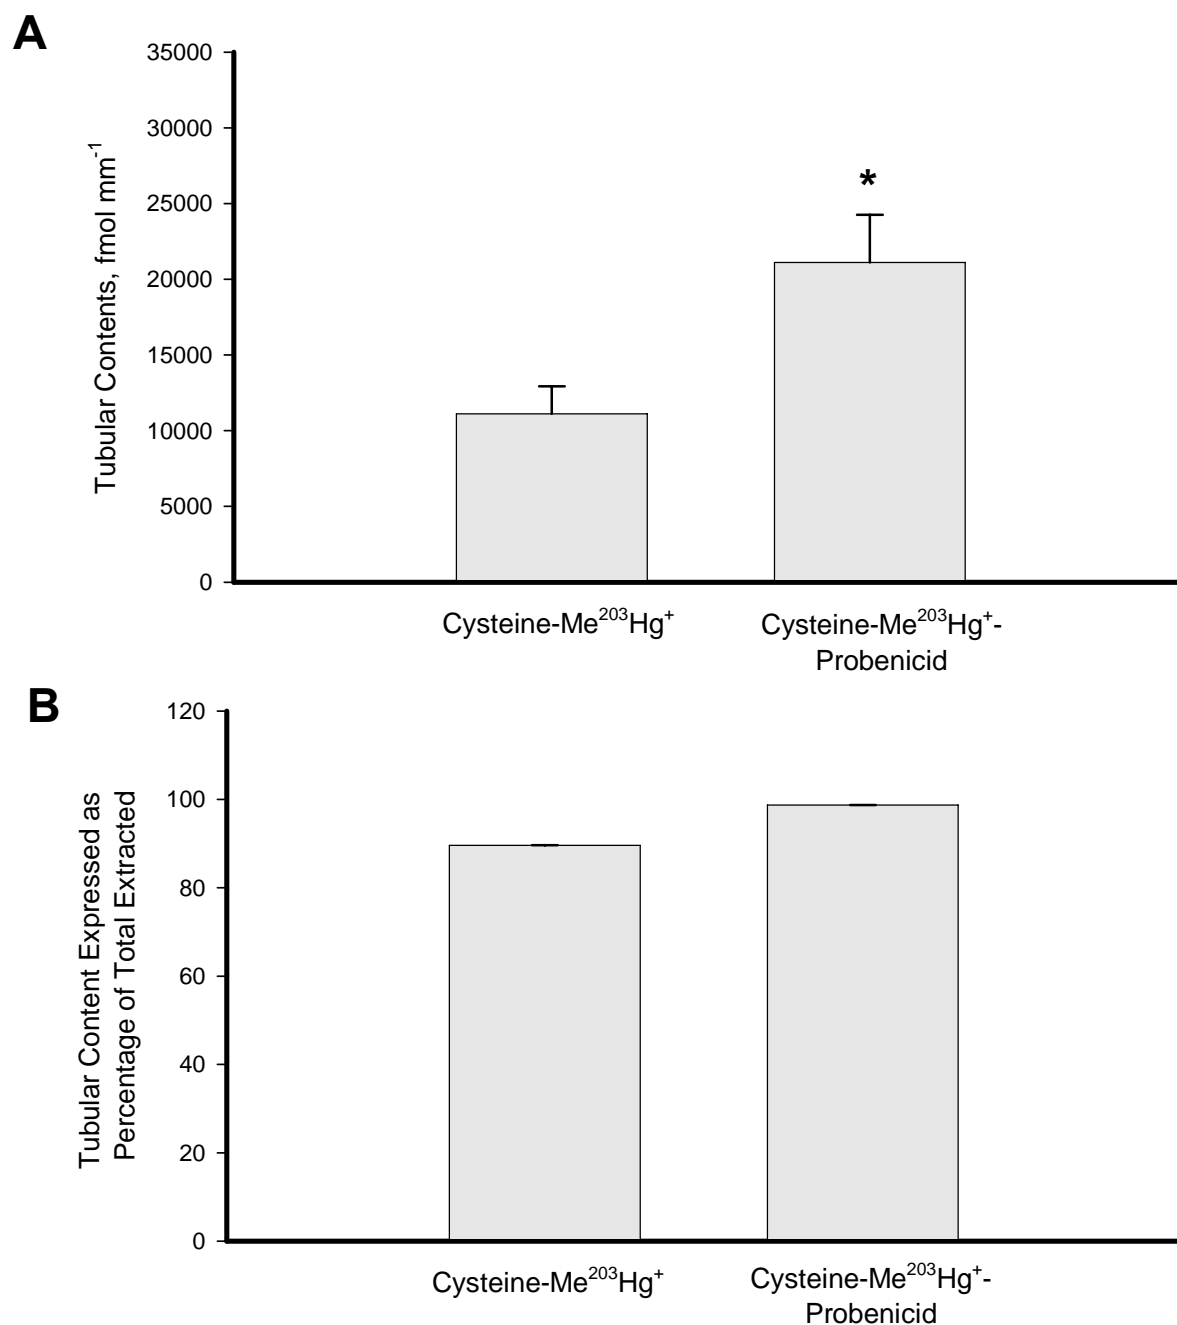 A
35000
30000
25000
20000
15000
10000
5000
0
Tubular Contents, fmol mm⁻¹
*
Cysteine-Me²⁰³Hg⁺
Cysteine-Me²⁰³Hg⁺-
Probenicid
B
120
100
80
60
40
20
0
Tubular Content Expressed as
Percentage of Total Extracted
Cysteine-Me²⁰³Hg⁺
Cysteine-Me²⁰³Hg⁺-
Probenicid